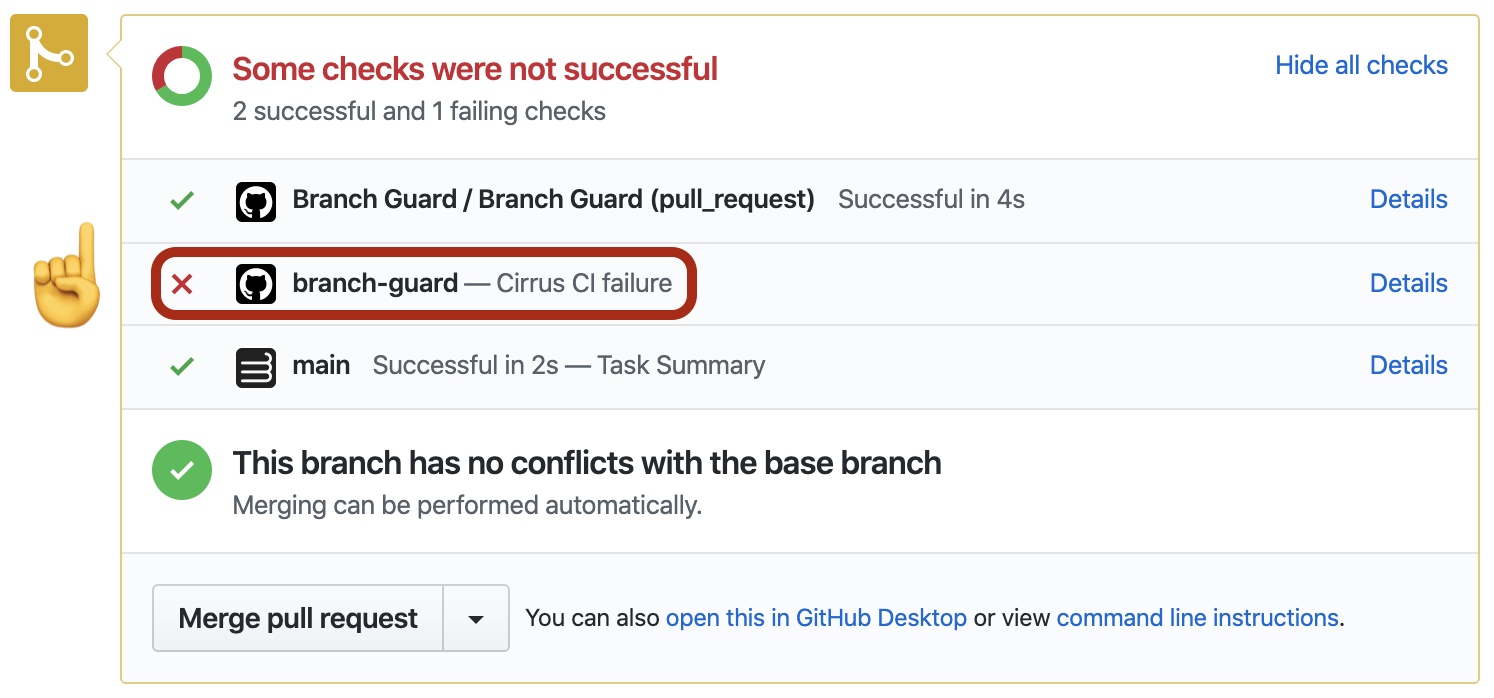 Some checks were not successful
Hide all checks
2 successful and 1 failing checks
Branch Guard / Branch Guard (pull_request) Successful in 4s Details
branch-guard — Cirrus CI failure Details
main Successful in 2s — Task Summary Details
This branch has no conflicts with the base branch
Merging can be performed automatically.
Merge pull request You can also open this in GitHub Desktop or view command line instructions.